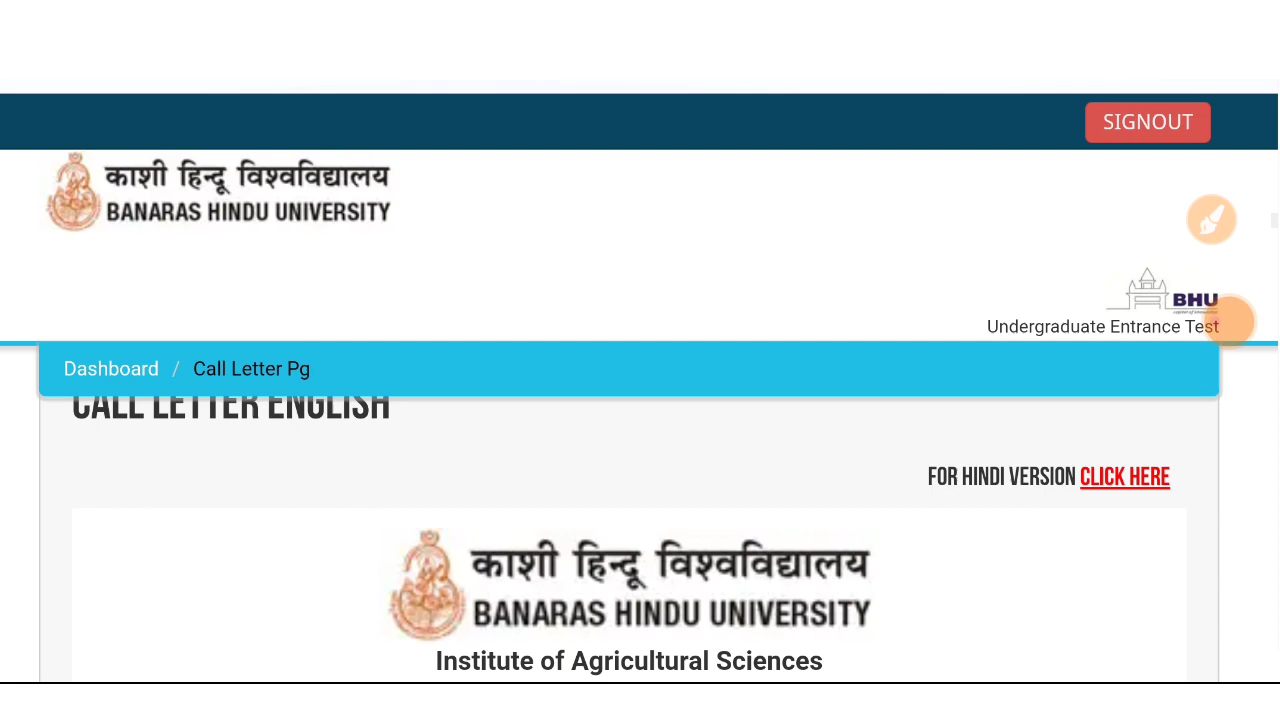 SIGNOUT
काशी हिन्दू विश्वविद्यालय
BANARAS HINDU UNIVERSITY
BHU
Undergraduate Entrance Test
Dashboard / Call Letter Pg
CALL LETTER ENGLISH
FOR HINDI VERSION CLICK HERE
काशी हिन्दू विश्वविद्यालय
BANARAS HINDU UNIVERSITY
Institute of Agricultural Sciences